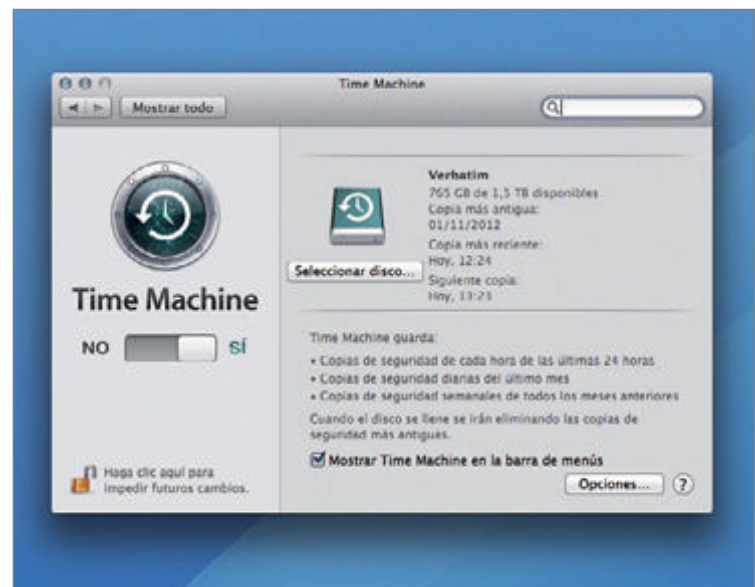 Time Machine
Mostrar todo
Verbatim
765 GB de 1,5 TB disponibles
Copia más antigua:
01/11/2012
Copia más reciente:
Hoy, 12:24
Seleccionar disco...
Siguiente copia:
Hoy, 13:23
Time Machine
NO SÍ
Time Machine guarda:
• Copias de seguridad de cada hora de las últimas 24 horas
• Copias de seguridad diarias del último mes
• Copias de seguridad semanales de todos los meses anteriores
Cuando el disco se llene se irán eliminando las copias de
seguridad más antiguas.
Mostrar Time Machine en la barra de menús
Haga clic aquí para
impedir futuros cambios.
Opciones... ?